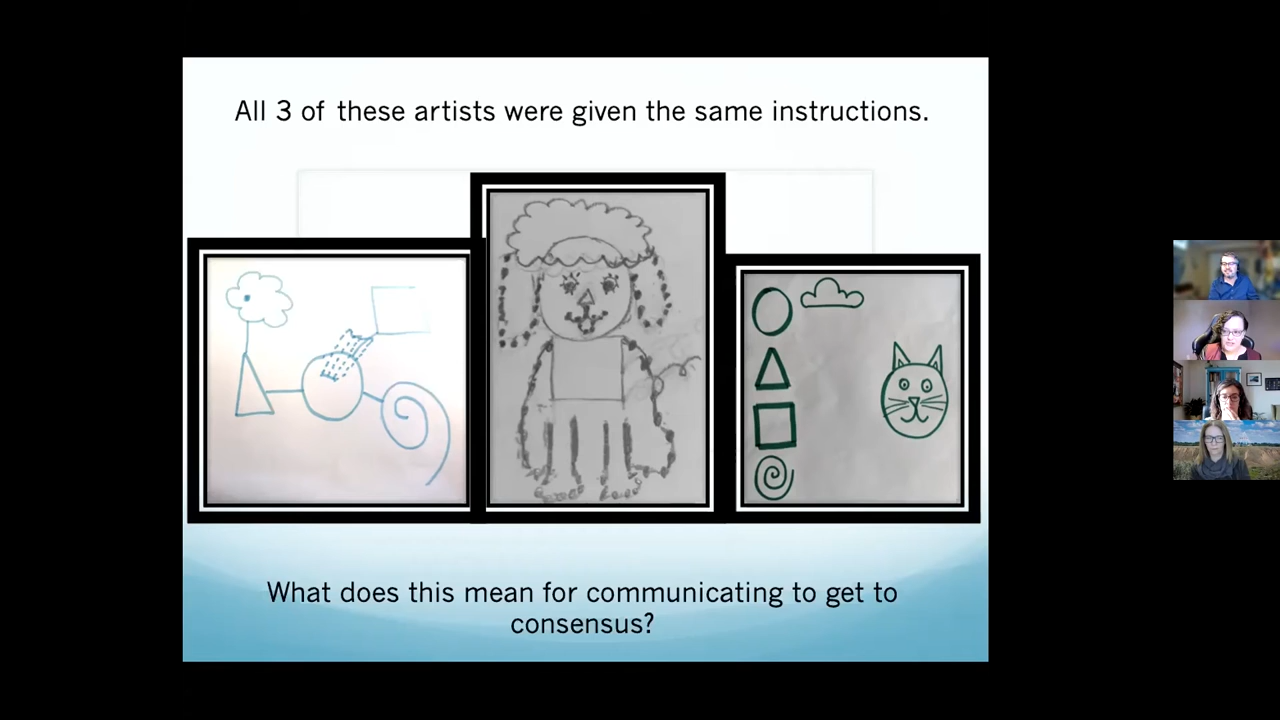 All 3 of these artists were given the same instructions.
What does this mean for communicating to get to
consensus?